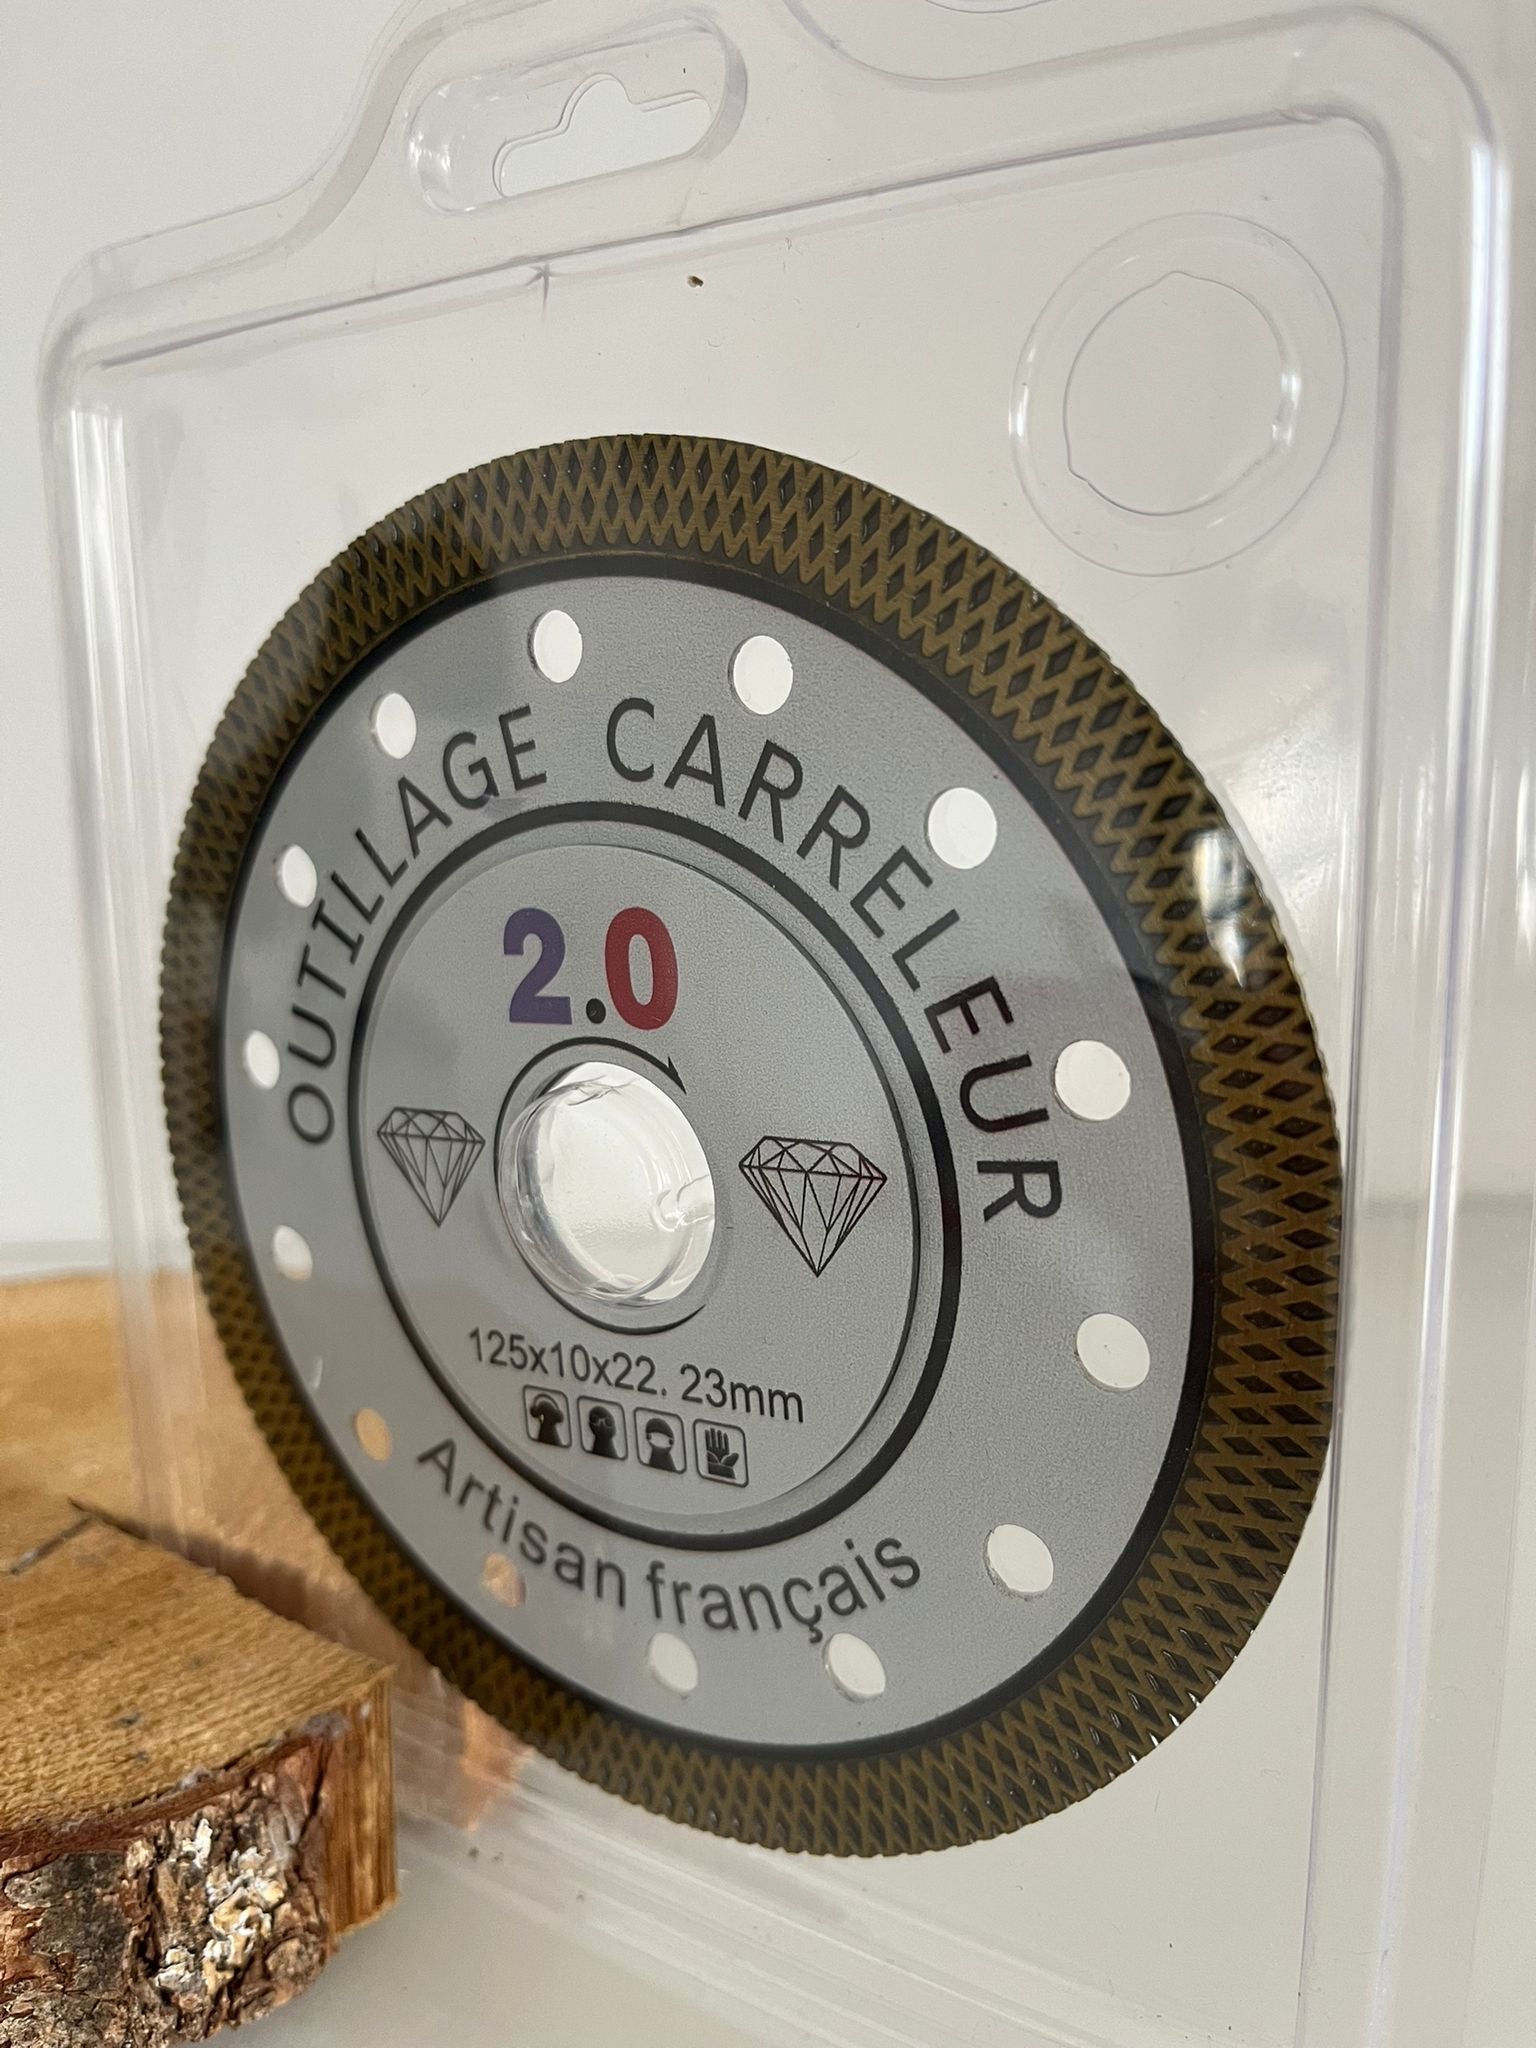 OUTILLAGE CARRELEUR
2.0
125x10x22. 23mm
Artisan français